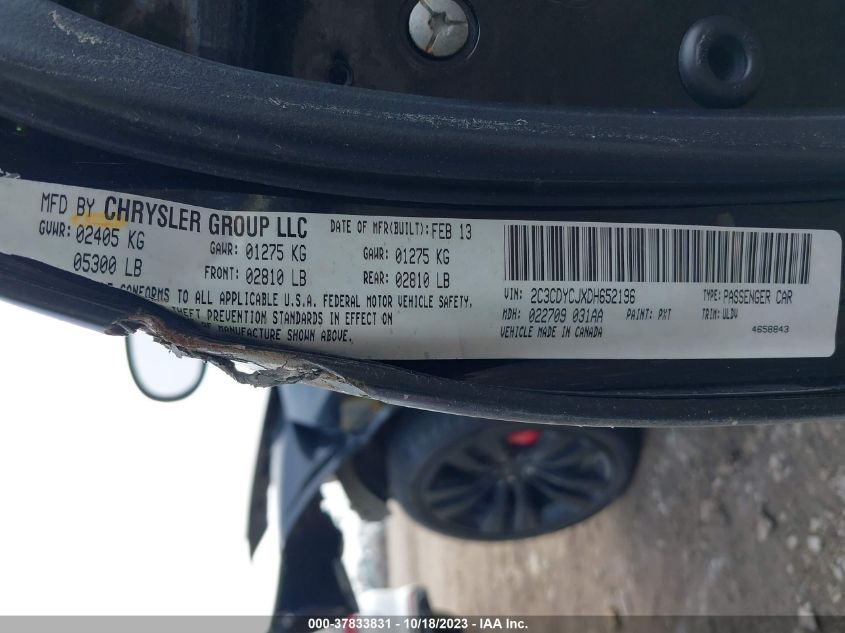 MFD BY CHRYSLER GROUP LLC
DATE OF MFR(BUILT): FEB 13
GVWR: 02405 KG
GAWR: 01275 KG
GAWR: 01275 KG
05300 LB
FRONT: 02810 LB
REAR: 02810 LB
CONFORMS TO ALL APPLICABLE U.S.A. FEDERAL MOTOR VEHICLE SAFETY,
THEFT PREVENTION STANDARDS IN EFFECT ON
MANUFACTURE SHOWN ABOVE.
VIN: 2C3CDYCJXDH652196
TYPE: PASSENGER CAR
MDH: 022709 031AA
PAINT: PXT
TRIM: ULDV
VEHICLE MADE IN CANADA
4658843
000-37833831 - 10/18/2023 - IAA Inc.